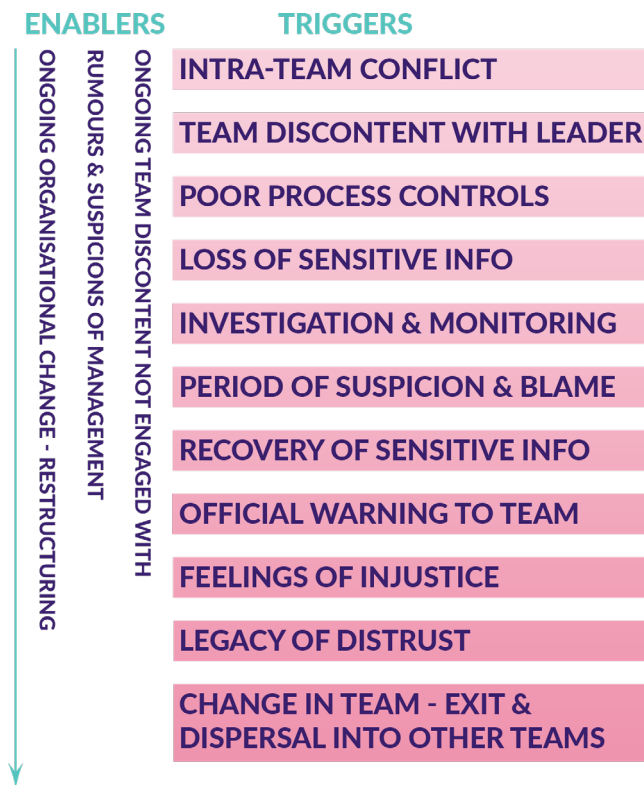 ENABLERS
TRIGGERS
ONGOING ORGANISATIONAL CHANGE - RESTRUCTURING
RUMOURS & SUSPICIONS OF MANAGEMENT
ONGOING TEAM DISCONTENT NOT ENGAGED WITH
INTRA-TEAM CONFLICT
TEAM DISCONTENT WITH LEADER
POOR PROCESS CONTROLS
LOSS OF SENSITIVE INFO
INVESTIGATION & MONITORING
PERIOD OF SUSPICION & BLAME
RECOVERY OF SENSITIVE INFO
OFFICIAL WARNING TO TEAM
FEELINGS OF INJUSTICE
LEGACY OF DISTRUST
CHANGE IN TEAM - EXIT &
DISPERSAL INTO OTHER TEAMS